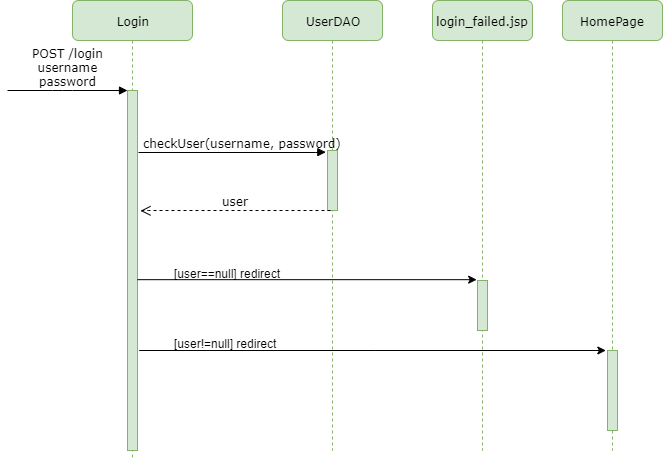 Login
UserDAO
login_failed.jsp
HomePage
POST /login
username
password
checkUser(username, password)
user
[user==null] redirect
[user!=null] redirect